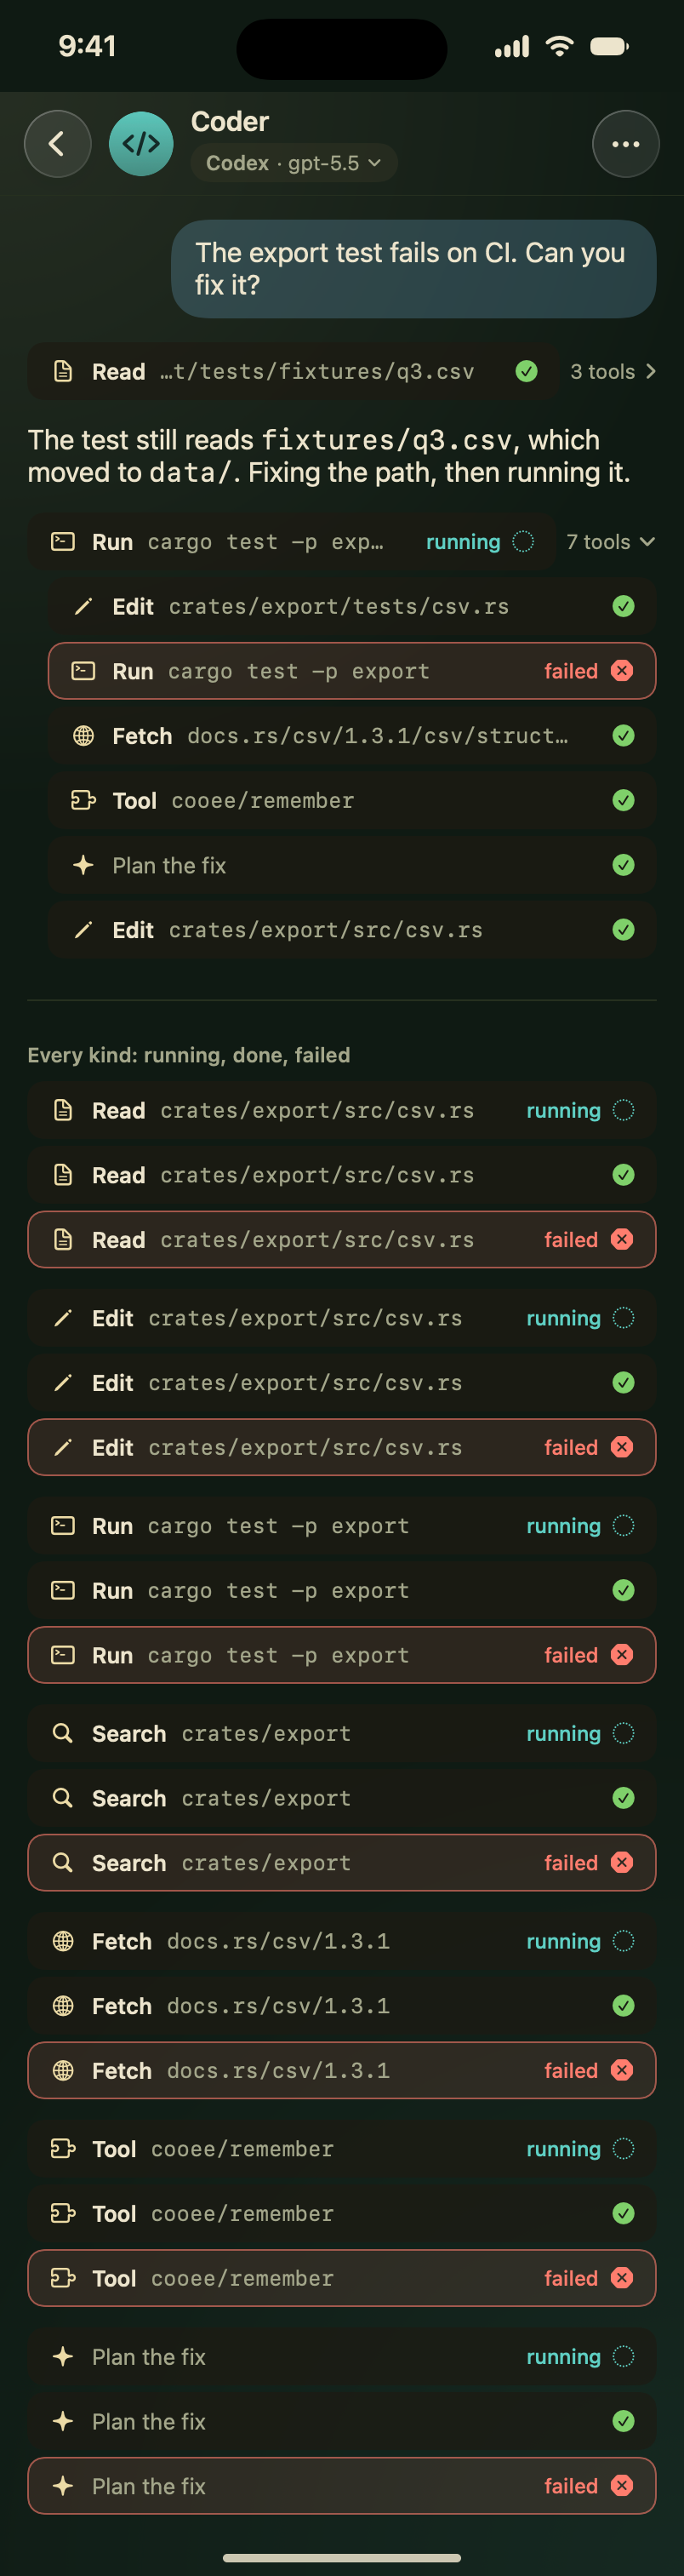 9:41
Coder
Codex · gpt-5.5
The export test fails on CI. Can you
fix it?
Read …t/tests/fixtures/q3.csv 3 tools
The test still reads fixtures/q3.csv, which
moved to data/. Fixing the path, then running it.
Run cargo test -p exp… running 7 tools
Edit crates/export/tests/csv.rs
Run cargo test -p export failed
Fetch docs.rs/csv/1.3.1/csv/struct…
Tool cooee/remember
Plan the fix
Edit crates/export/src/csv.rs
Every kind: running, done, failed
Read crates/export/src/csv.rs running
Read crates/export/src/csv.rs
Read crates/export/src/csv.rs failed
Edit crates/export/src/csv.rs running
Edit crates/export/src/csv.rs
Edit crates/export/src/csv.rs failed
Run cargo test -p export running
Run cargo test -p export
Run cargo test -p export failed
Search crates/export running
Search crates/export
Search crates/export failed
Fetch docs.rs/csv/1.3.1 running
Fetch docs.rs/csv/1.3.1
Fetch docs.rs/csv/1.3.1 failed
Tool cooee/remember running
Tool cooee/remember
Tool cooee/remember failed
Plan the fix running
Plan the fix
Plan the fix failed